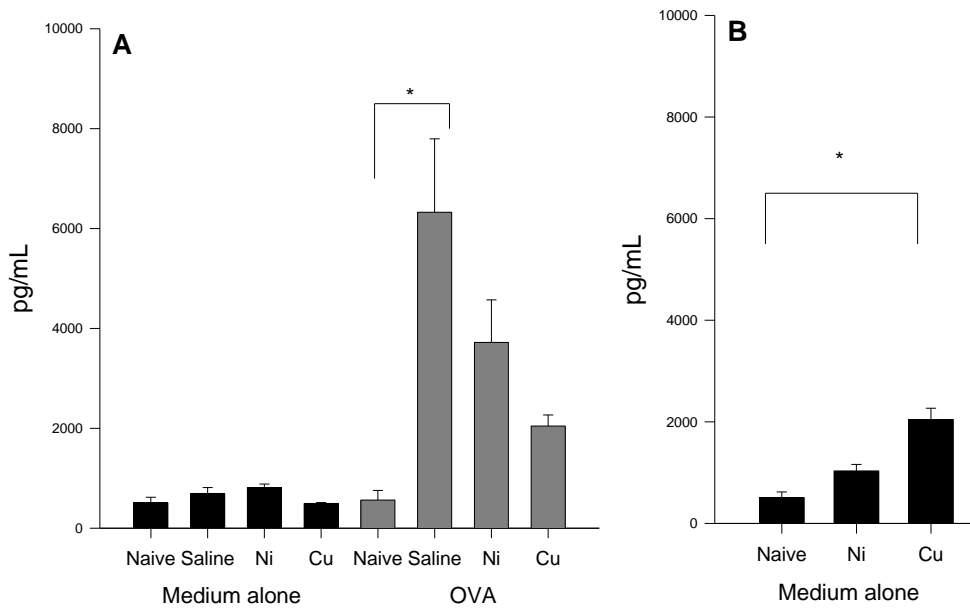 A
10000
8000
6000
4000
2000
0
pg/mL
*
Naive Saline Ni Cu Naive Saline Ni Cu
Medium alone OVA
B
10000
8000
6000
4000
2000
0
pg/mL
*
Naive Ni Cu
Medium alone